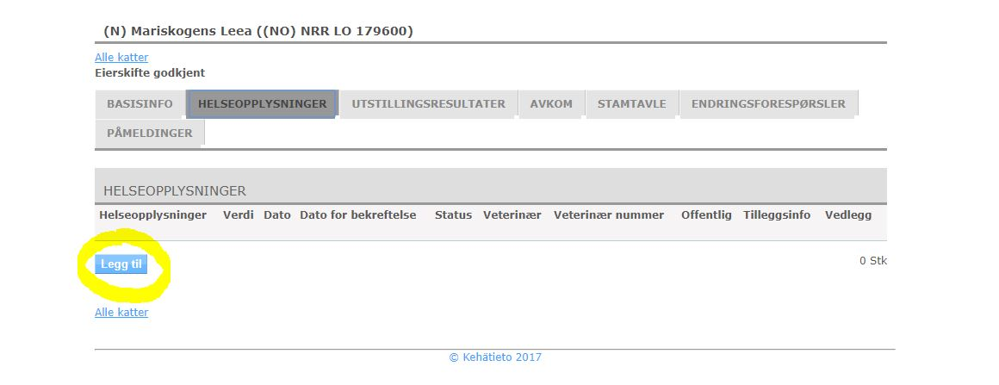 (N) Mariskogens Leea ((NO) NRR LO 179600)
Alle katter
Eierskifte godkjent
BASISINFO HELSEOPPLYSNINGER UTSTILLINGSRESULTATER AVKOM STAMTAVLE ENDRINGSFORESPØRSLER
PÅMELDINGER
HELSEOPPLYSNINGER
Helseopplysninger Verdi Dato Dato for bekreftelse Status Veterinær Veterinær nummer Offentlig Tilleggsinfo Vedlegg
Legg til 0 Stk
Alle katter
© Kehätieto 2017